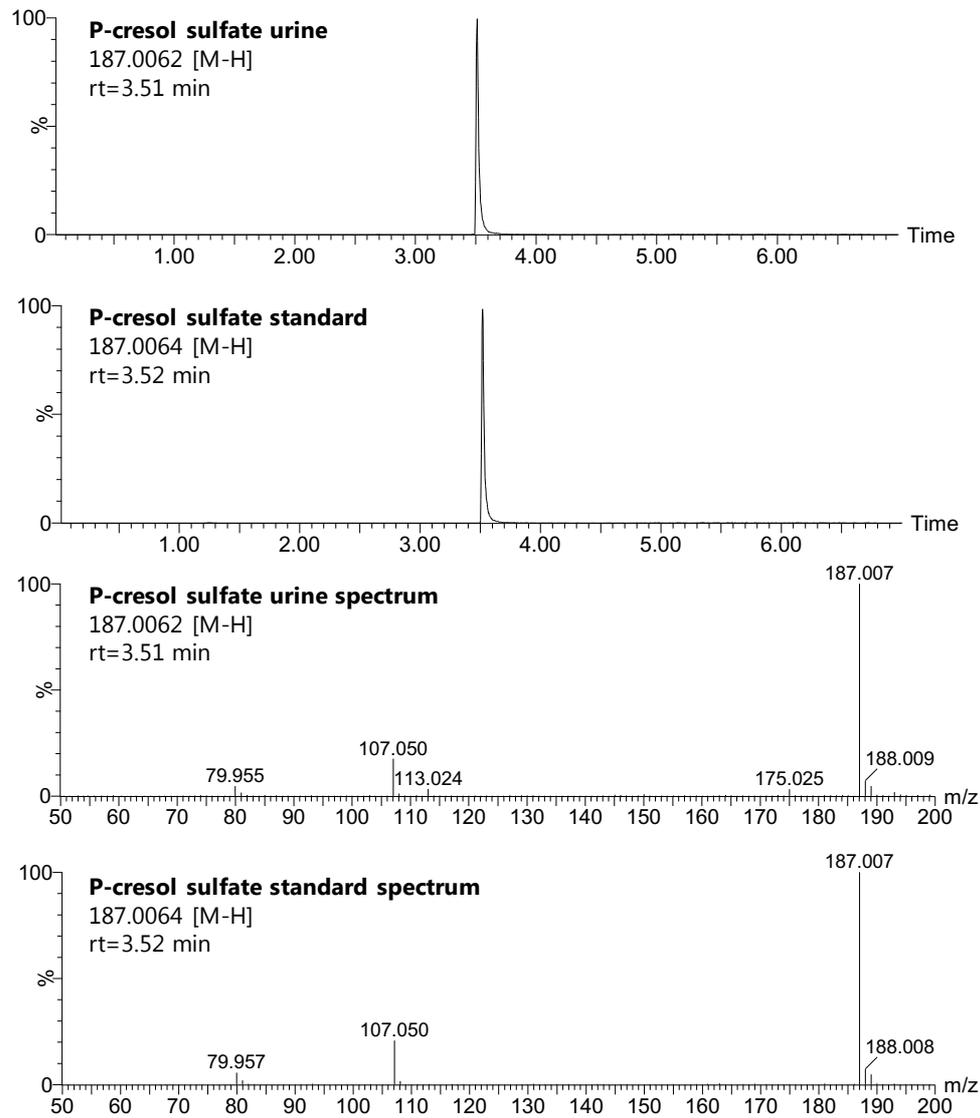 100
P-cresol sulfate urine
187.0062 [M-H]
rt=3.51 min
%
0
1.00 2.00 3.00 4.00 5.00 6.00
Time
100
P-cresol sulfate standard
187.0064 [M-H]
rt=3.52 min
%
0
1.00 2.00 3.00 4.00 5.00 6.00
Time
187.007
100
P-cresol sulfate urine spectrum
187.0062 [M-H]
rt=3.51 min
%
107.050
188.009
79.955
113.024
175.025
0
m/z
50 60 70 80 90 100 110 120 130 140 150 160 170 180 190 200
187.007
100
P-cresol sulfate standard spectrum
187.0064 [M-H]
rt=3.52 min
%
107.050
188.008
79.957
0
m/z
50 60 70 80 90 100 110 120 130 140 150 160 170 180 190 200